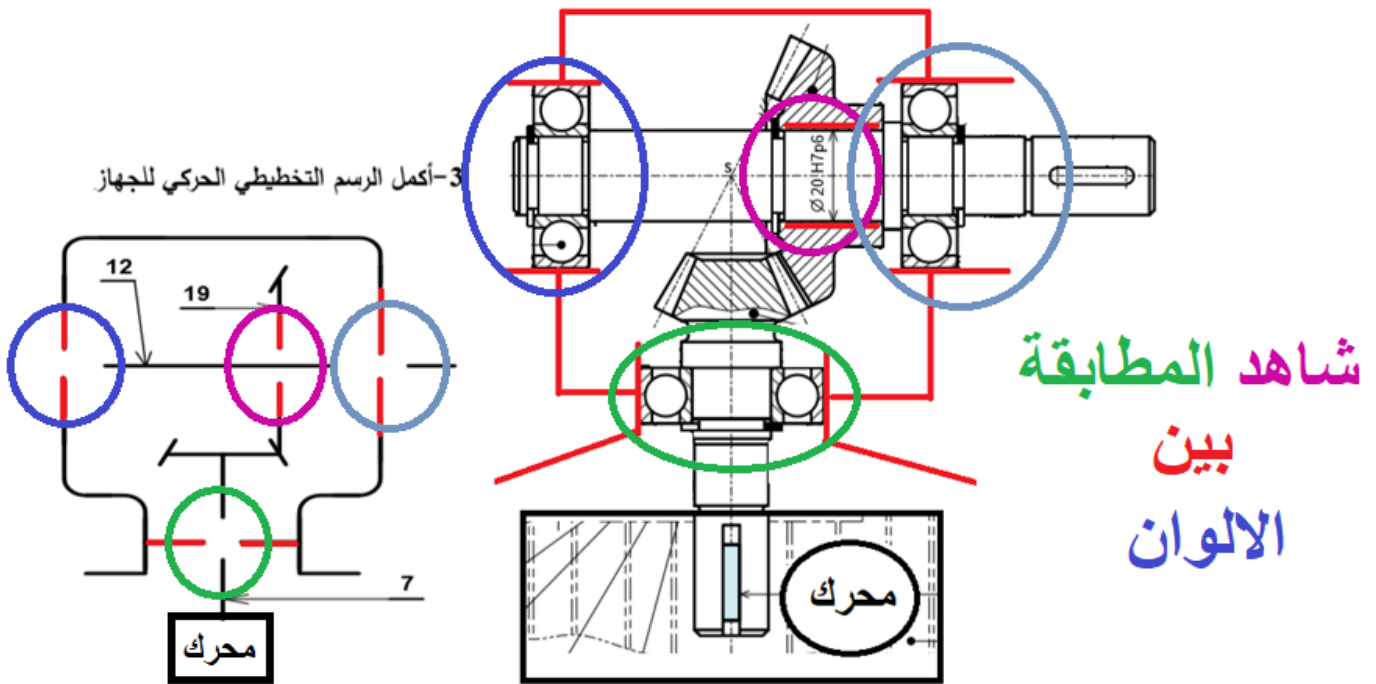 3-أكمل الرسم التخطيطي الحركي للجهاز
12
19
7
محرك
S
Ø 20 H7p6
محرك
شاهد المطابقة
بين
الالوان